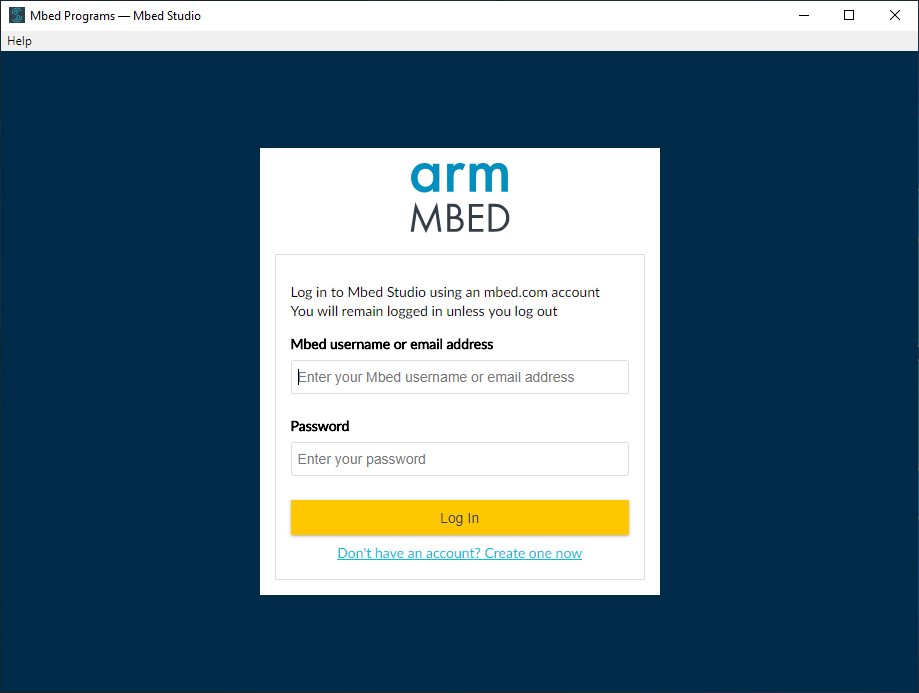 Mbed Programs — Mbed Studio
Help
arm
MBED
Log in to Mbed Studio using an mbed.com account
You will remain logged in unless you log out
Mbed username or email address
Enter your Mbed username or email address
Password
Enter your password
Log In
Don't have an account? Create one now